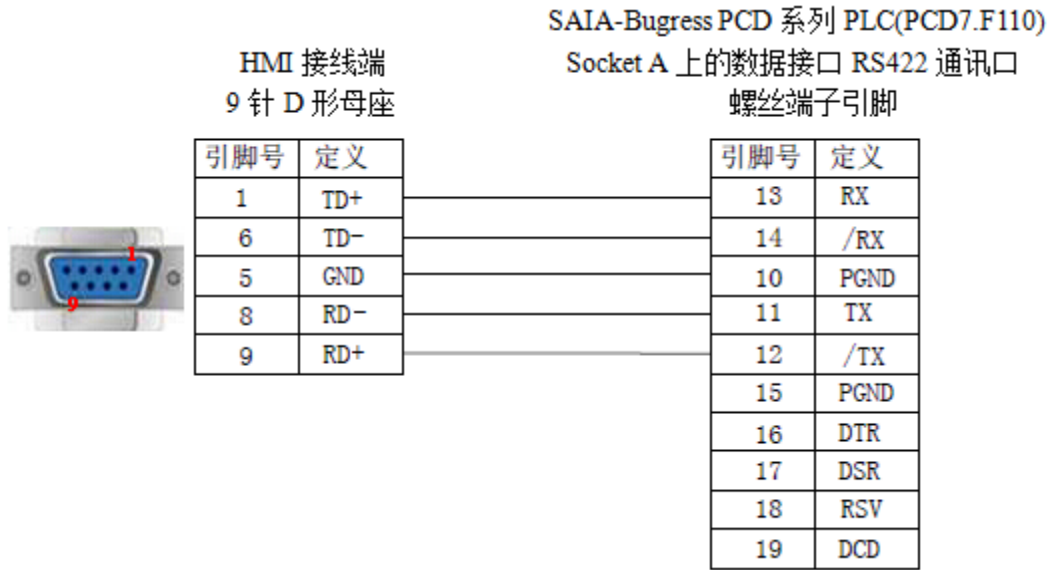 SAIA-Bugress PCD 系列 PLC(PCD7.F110)
HMI 接线端
Socket A 上的数据接口 RS422 通讯口
9 针 D 形母座
螺丝端子引脚
引脚号 定义 引脚号 定义
1 TD+ 13 RX
6 TD- 14 /RX
5 GND 10 PGND
8 RD- 11 TX
9 RD+ 12 /TX
15 PGND
16 DTR
17 DSR
18 RSV
19 DCD
1
9